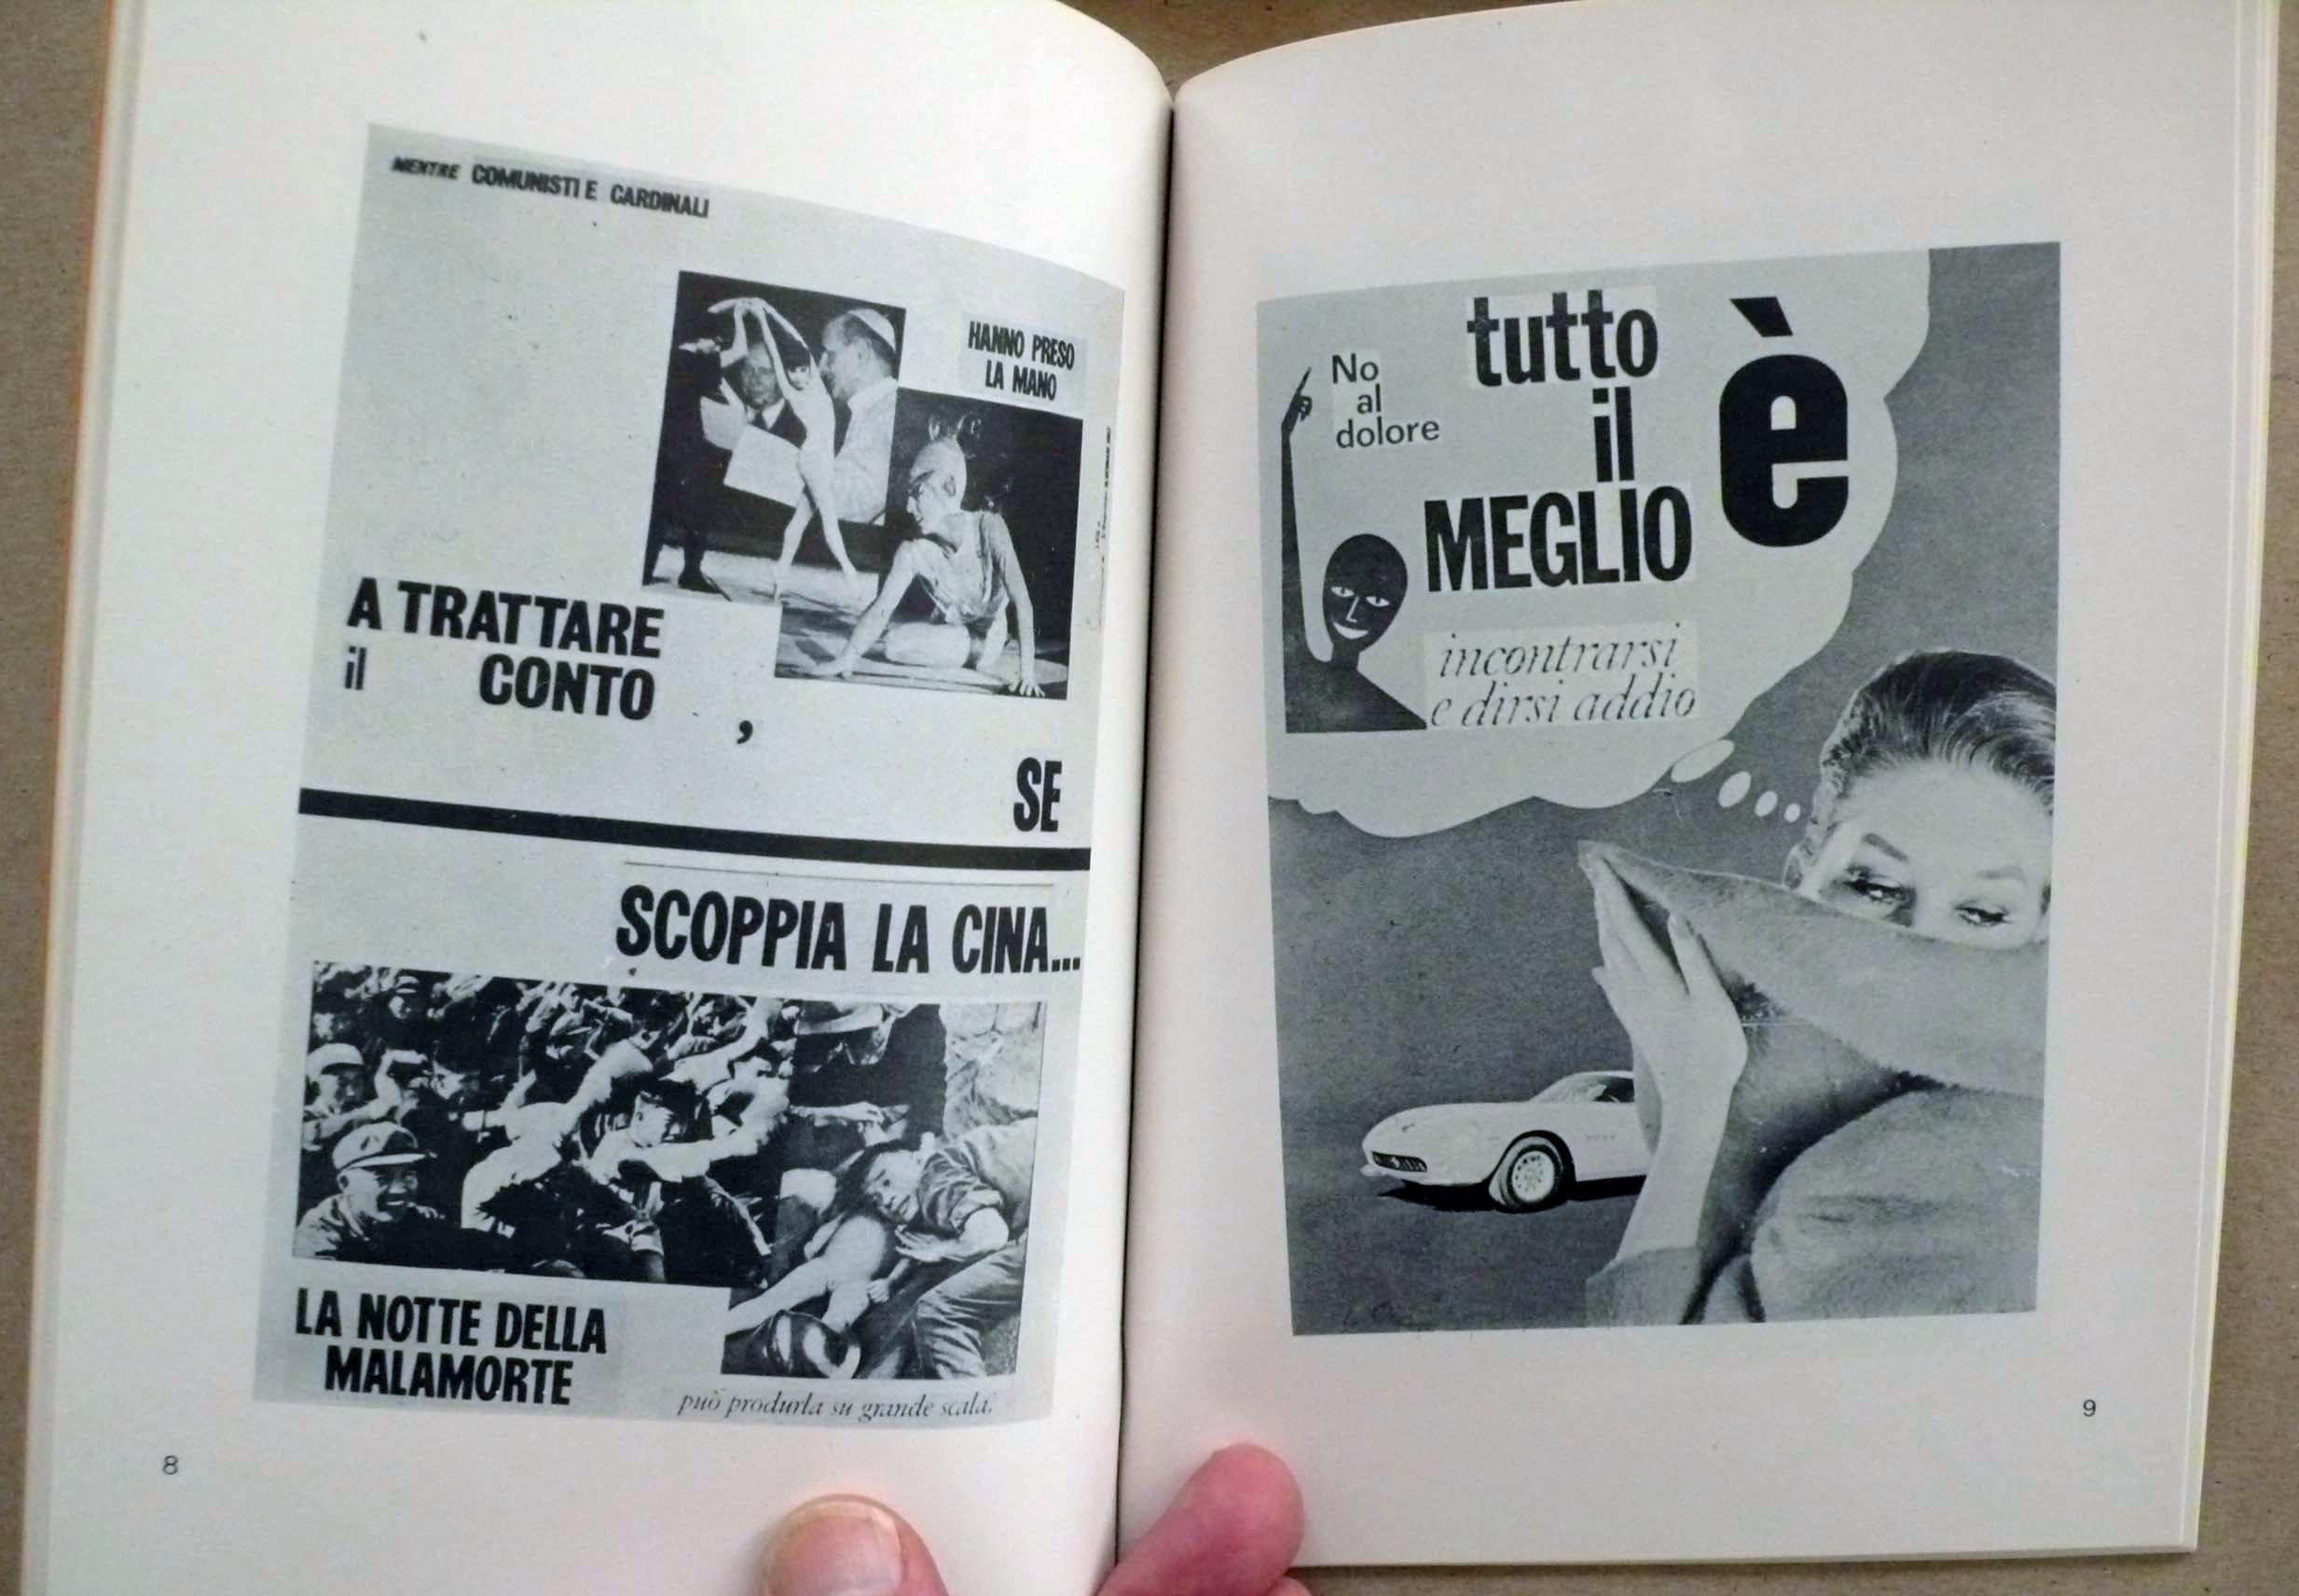 MENTRE COMUNISTI E CARDINALI
HANNO PRESO
LA MANO
A TRATTARE
il CONTO ,
SE
SCOPPIA LA CINA...
LA NOTTE DELLA
MALAMORTE
può produrla su grande scala.
8
No
al
dolore
tutto
il
MEGLIO
è
incontrarsi
e dirsi addio
9